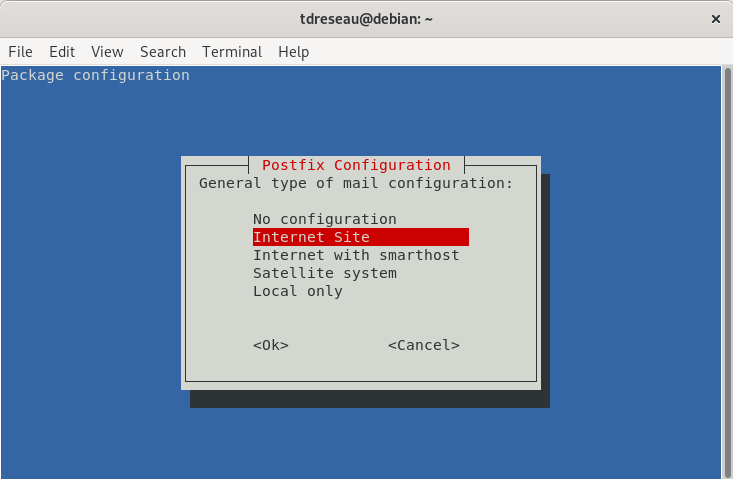 tdreseau@debian: ~
File Edit View Search Terminal Help
Package configuration
Postfix Configuration
General type of mail configuration:
No configuration
Internet Site
Internet with smarthost
Satellite system
Local only
<Ok> <Cancel>